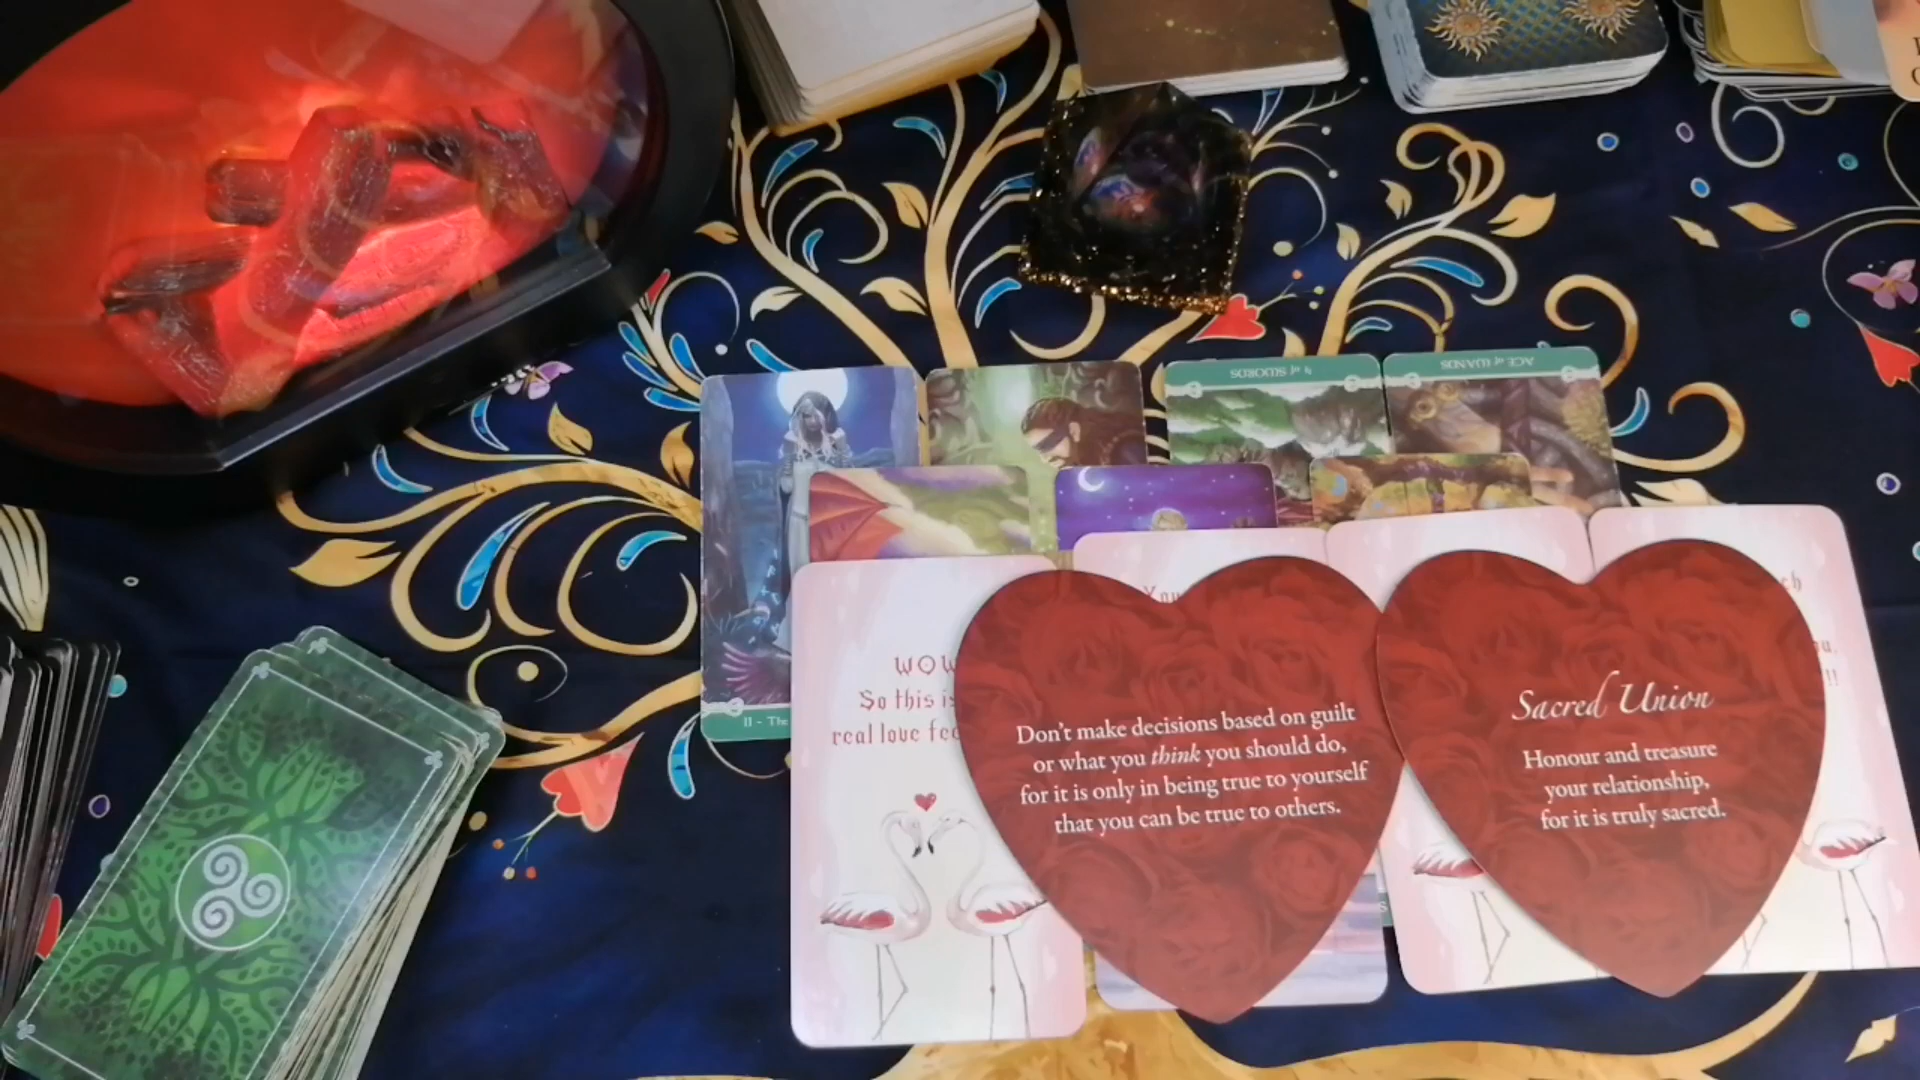 4 of SWORDS
ACE of WANDS
II - The
You
WOW
So this is
real love
Don't make decisions based on guilt
or what you think you should do,
for it is only in being true to yourself
that you can be true to others.
Sacred Union
Honour and treasure
your relationship,
for it is truly sacred.